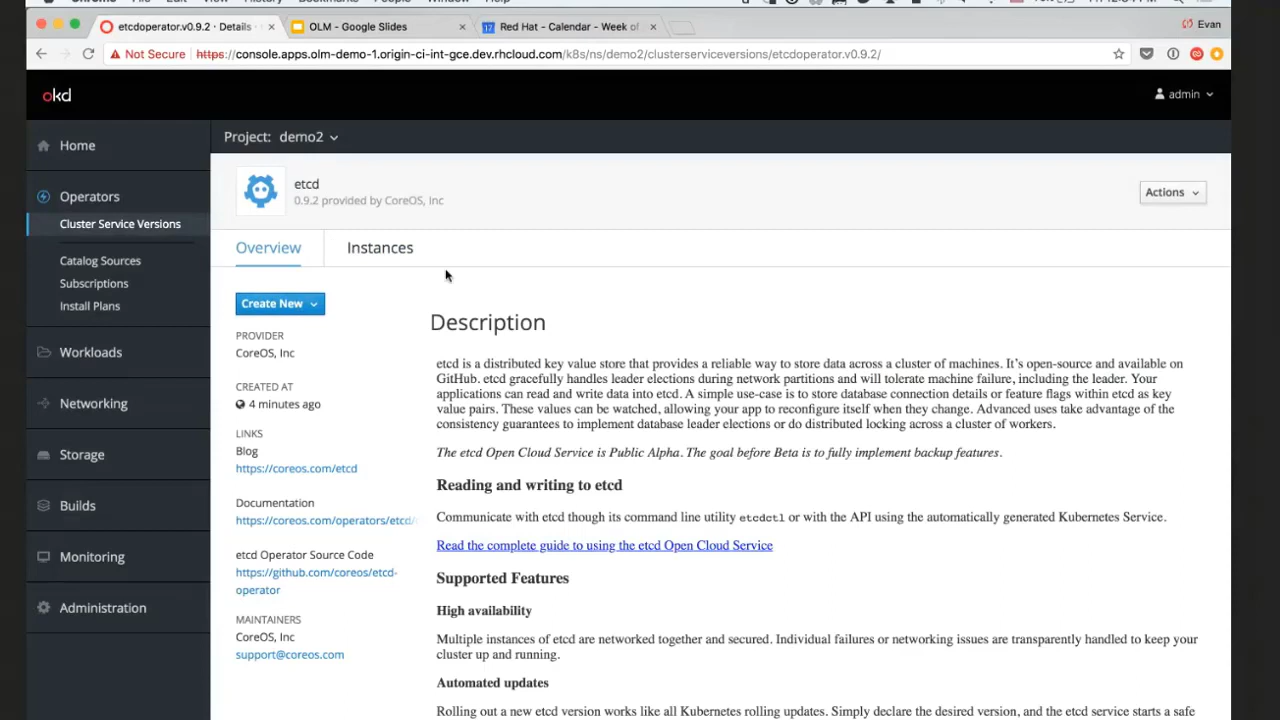 etcdoperator.v0.9.2 - Details ·
OLM - Google Slides
Red Hat - Calendar - Week of
Evan
Not Secure https://console.apps.olm-demo-1.origin-ci-int-gce.dev.rhcloud.com/k8s/ns/demo2/clusterserviceversions/etcdoperator.v0.9.2/
okd
admin
Home
Operators
Cluster Service Versions
Catalog Sources
Subscriptions
Install Plans
Workloads
Networking
Storage
Builds
Monitoring
Administration
Project: demo2
etcd
0.9.2 provided by CoreOS, Inc
Actions
Overview
Instances
Create New
PROVIDER
CoreOS, Inc
CREATED AT
4 minutes ago
LINKS
Blog
https://coreos.com/etcd
Documentation
https://coreos.com/operators/etcd/
etcd Operator Source Code
https://github.com/coreos/etcd-
operator
MAINTAINERS
CoreOS, Inc
support@coreos.com
Description
etcd is a distributed key value store that provides a reliable way to store data across a cluster of machines. It's open-source and available on
GitHub. etcd gracefully handles leader elections during network partitions and will tolerate machine failure, including the leader. Your
applications can read and write data into etcd. A simple use-case is to store database connection details or feature flags within etcd as key
value pairs. These values can be watched, allowing your app to reconfigure itself when they change. Advanced uses take advantage of the
consistency guarantees to implement database leader elections or do distributed locking across a cluster of workers.
The etcd Open Cloud Service is Public Alpha. The goal before Beta is to fully implement backup features.
Reading and writing to etcd
Communicate with etcd though its command line utility etcdctl or with the API using the automatically generated Kubernetes Service.
Read the complete guide to using the etcd Open Cloud Service
Supported Features
High availability
Multiple instances of etcd are networked together and secured. Individual failures or networking issues are transparently handled to keep your
cluster up and running.
Automated updates
Rolling out a new etcd version works like all Kubernetes rolling updates. Simply declare the desired version, and the etcd service starts a safe